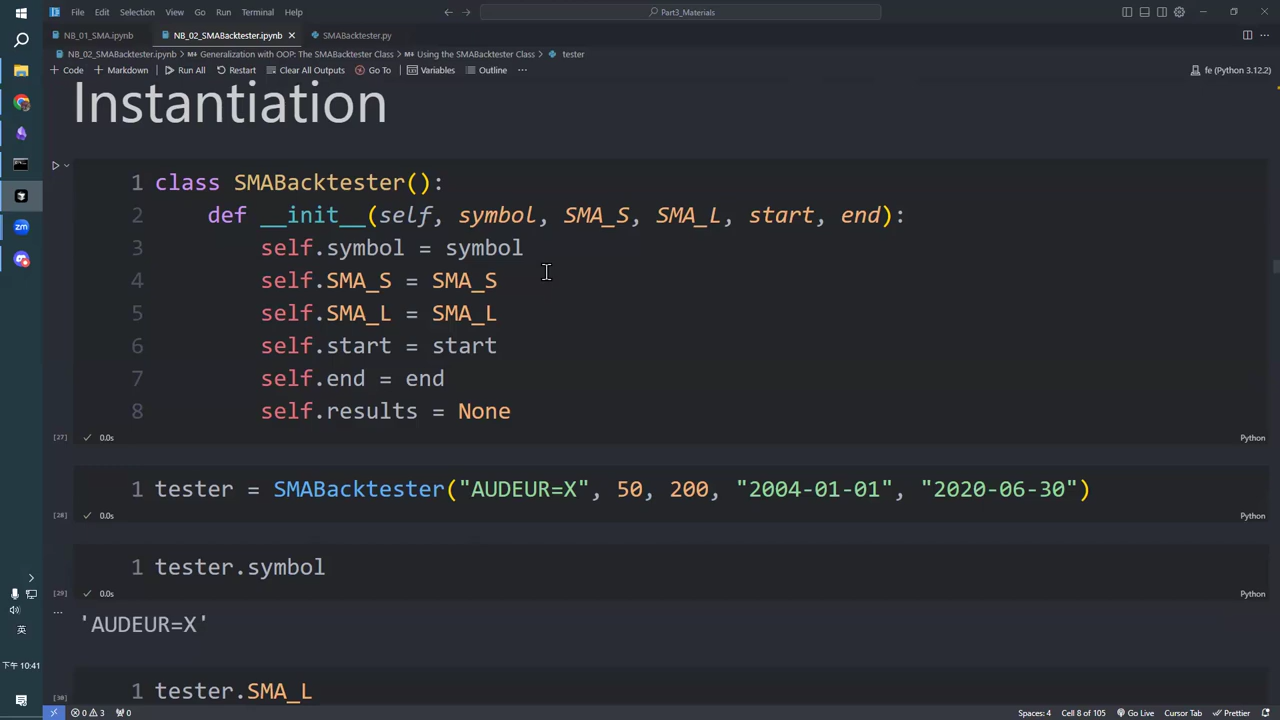 File Edit Selection View Go Run Terminal Help
Part3_Materials
NB_01_SMA.ipynb
NB_02_SMABacktester.ipynb
SMABacktester.py
NB_02_SMABacktester.ipynb > Generalization with OOP: The SMABacktester Class > Using the SMABacktester Class > tester
+ Code + Markdown Run All Restart Clear All Outputs Go To Variables Outline ...
fe (Python 3.12.2)
Instantiation
1 class SMABacktester():
2 def __init__(self, symbol, SMA_S, SMA_L, start, end):
3 self.symbol = symbol
4 self.SMA_S = SMA_S
5 self.SMA_L = SMA_L
6 self.start = start
7 self.end = end
8 self.results = None
[27] 0.0s Python
1 tester = SMABacktester("AUDEUR=X", 50, 200, "2004-01-01", "2020-06-30")
[28] 0.0s Python
1 tester.symbol
[29] 0.0s Python
... 'AUDEUR=X'
1 tester.SMA_L
[30]
zm
英
下午 10:41
0 3 0
Spaces: 4 Cell 8 of 105 Go Live Cursor Tab Prettier